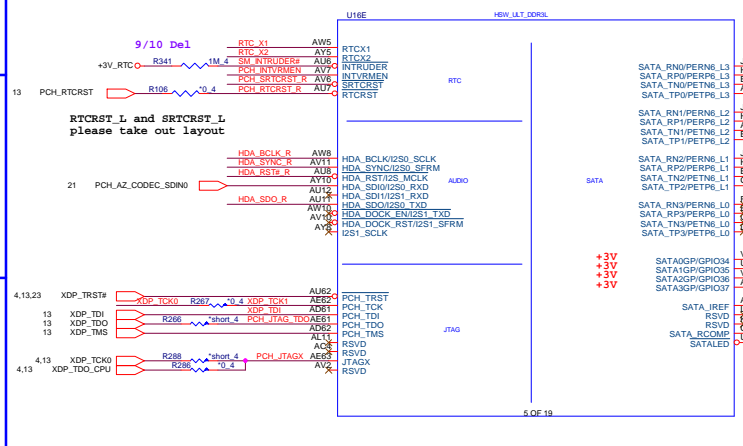 U16E
HSW_ULT_DDR3L
9/10 Del
RTC_X1 AW5 RTCX1
RTC_X2 AY5 RTCX2
+3V_RTC R341 1M_4 SM_INTRUDER# AU6 INTRUDER
PCH_INTVRMEN AV7 INTVRMEN
PCH_SRTCRST_R AV6 SRTCRST
13 PCH_RTCRST R106 *0_4 PCH_RTCRST_R AU7 RTCRST
RTC
RTCRST_L and SRTCRST_L
please take out layout
HDA_BCLK_R AW8 HDA_BCLK/I2S0_SCLK
HDA_SYNC_R AV11 HDA_SYNC/I2S0_SFRM
HDA_RST#_R AU8 HDA_RST/I2S_MCLK
21 PCH_AZ_CODEC_SDIN0 AY10 HDA_SDI0/I2S0_RXD
AU12 HDA_SDI1/I2S1_RXD
HDA_SDO_R AU11 HDA_SDO/I2S0_TXD
AW10 HDA_DOCK_EN/I2S1_TXD
AV10 HDA_DOCK_RST/I2S1_SFRM
AY8 I2S1_SCLK
AUDIO
4,13,23 XDP_TRST# AU62 PCH_TRST
XDP_TCK0 R267 *0_4 XDP_TCK1 AE62 PCH_TCK
13 XDP_TDI XDP_TDI AD61 PCH_TDI
13 XDP_TDO R266 *short_4 PCH_JTAG_TDO AE61 PCH_TDO
13 XDP_TMS AD62 PCH_TMS
AL11 RSVD
AC4 RSVD
4,13 XDP_TCK0 R288 *short_4 PCH_JTAGX AE63 JTAGX
4,13 XDP_TDO_CPU R286 *0_4 AV2 RSVD
JTAG
SATA
SATA_RN0/PERN6_L3
SATA_RP0/PERP6_L3
SATA_TN0/PETN6_L3
SATA_TP0/PETP6_L3
SATA_RN1/PERN6_L2
SATA_RP1/PERP6_L2
SATA_TN1/PETN6_L2
SATA_TP1/PETP6_L2
SATA_RN2/PERN6_L1
SATA_RP2/PERP6_L1
SATA_TN2/PETN6_L1
SATA_TP2/PETP6_L1
SATA_RN3/PERN6_L0
SATA_RP3/PERP6_L0
SATA_TN3/PETN6_L0
SATA_TP3/PETP6_L0
+3V SATA0GP/GPIO34
+3V SATA1GP/GPIO35
+3V SATA2GP/GPIO36
+3V SATA3GP/GPIO37
SATA_IREF
RSVD
RSVD
SATA_RCOMP
SATALED
5 OF 19